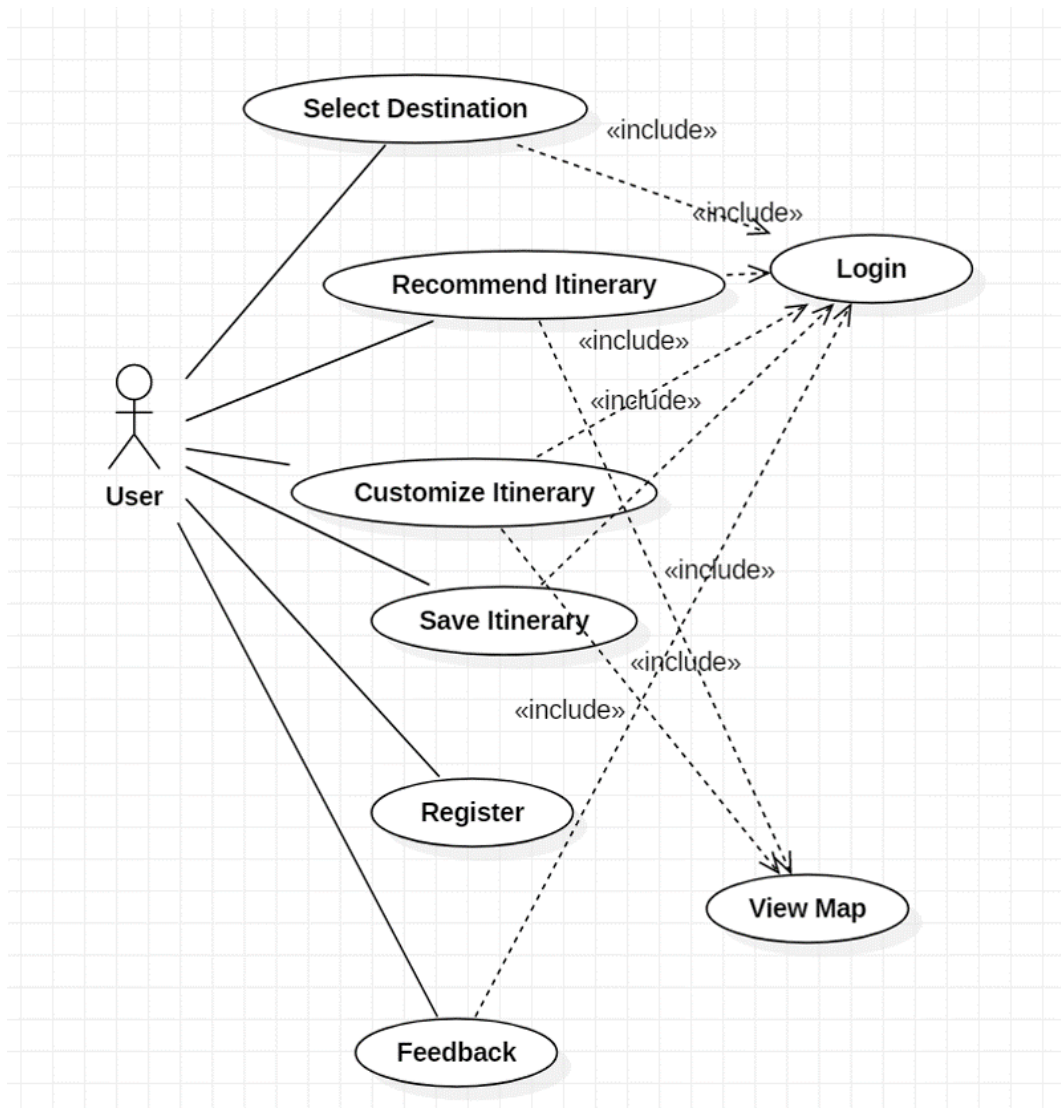 Select Destination
«include»
«include»
Login
Recommend Itinerary
«include»
«include»
User
Customize Itinerary
«include»
Save Itinerary
«include»
«include»
Register
View Map
Feedback